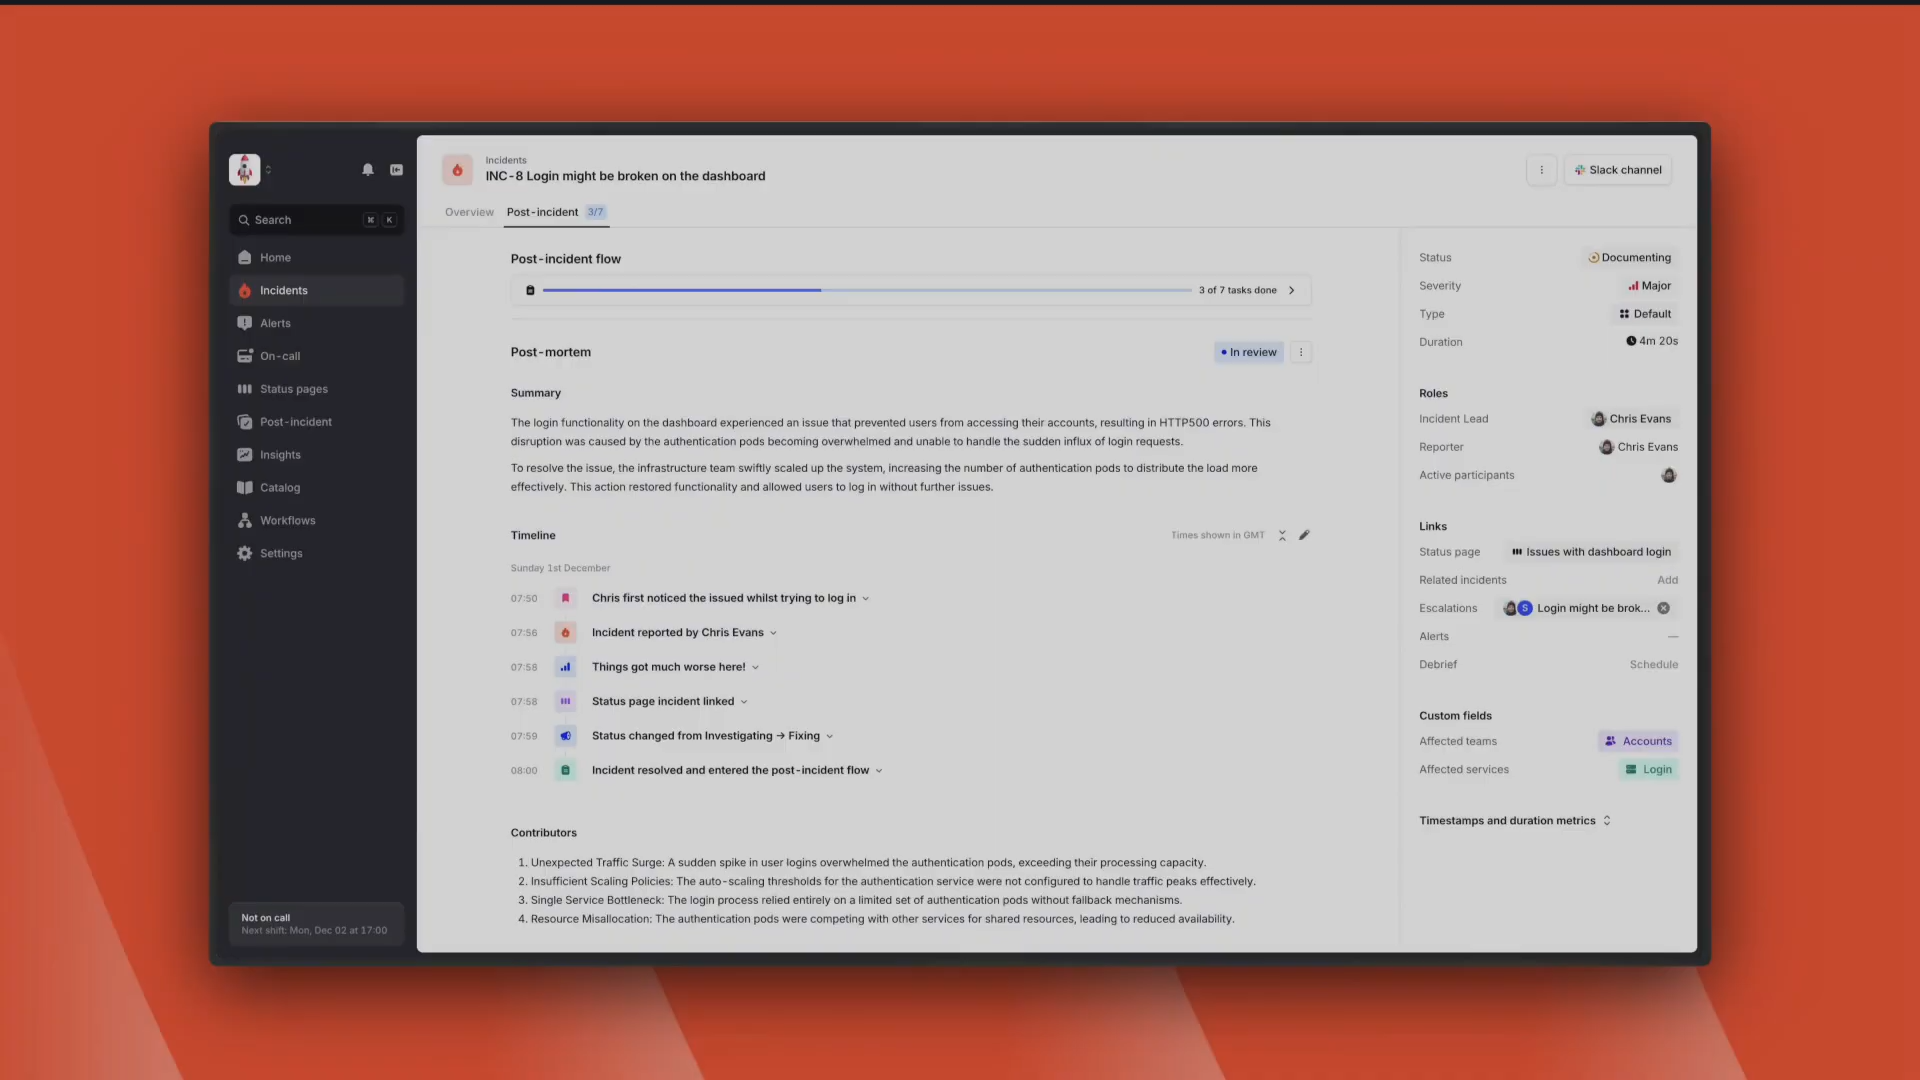 Search
⌘ K
Home
Incidents
Alerts
On-call
Status pages
Post-incident
Insights
Catalog
Workflows
Settings
Not on call
Next shift: Mon, Dec 02 at 17:00
Incidents
INC-8 Login might be broken on the dashboard
Slack channel
Overview
Post-incident 3/7
Post-incident flow
3 of 7 tasks done
Post-mortem
In review
Summary
The login functionality on the dashboard experienced an issue that prevented users from accessing their accounts, resulting in HTTP500 errors. This
disruption was caused by the authentication pods becoming overwhelmed and unable to handle the sudden influx of login requests.
To resolve the issue, the infrastructure team swiftly scaled up the system, increasing the number of authentication pods to distribute the load more
effectively. This action restored functionality and allowed users to log in without further issues.
Timeline
Times shown in GMT
Sunday 1st December
07:50 Chris first noticed the issued whilst trying to log in
07:56 Incident reported by Chris Evans
07:58 Things got much worse here!
07:58 Status page incident linked
07:59 Status changed from Investigating → Fixing
08:00 Incident resolved and entered the post-incident flow
Contributors
1. Unexpected Traffic Surge: A sudden spike in user logins overwhelmed the authentication pods, exceeding their processing capacity.
2. Insufficient Scaling Policies: The auto-scaling thresholds for the authentication service were not configured to handle traffic peaks effectively.
3. Single Service Bottleneck: The login process relied entirely on a limited set of authentication pods without fallback mechanisms.
4. Resource Misallocation: The authentication pods were competing with other services for shared resources, leading to reduced availability.
Status Documenting
Severity Major
Type Default
Duration 4m 20s
Roles
Incident Lead Chris Evans
Reporter Chris Evans
Active participants
Links
Status page Issues with dashboard login
Related incidents Add
Escalations S Login might be brok...
Alerts —
Debrief Schedule
Custom fields
Affected teams Accounts
Affected services Login
Timestamps and duration metrics